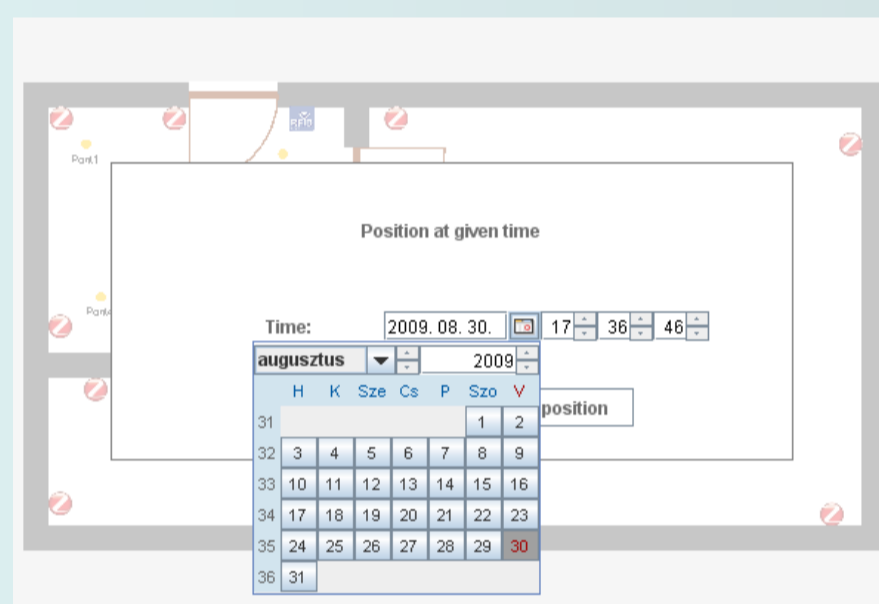 RFID
Pont1
Position at given time
Pont4
Time: 2009. 08. 30. 17 36 46
augusztus 2009
H K Sze Cs P Szo V
position
31 1 2
32 3 4 5 6 7 8 9
33 10 11 12 13 14 15 16
34 17 18 19 20 21 22 23
35 24 25 26 27 28 29 30
36 31